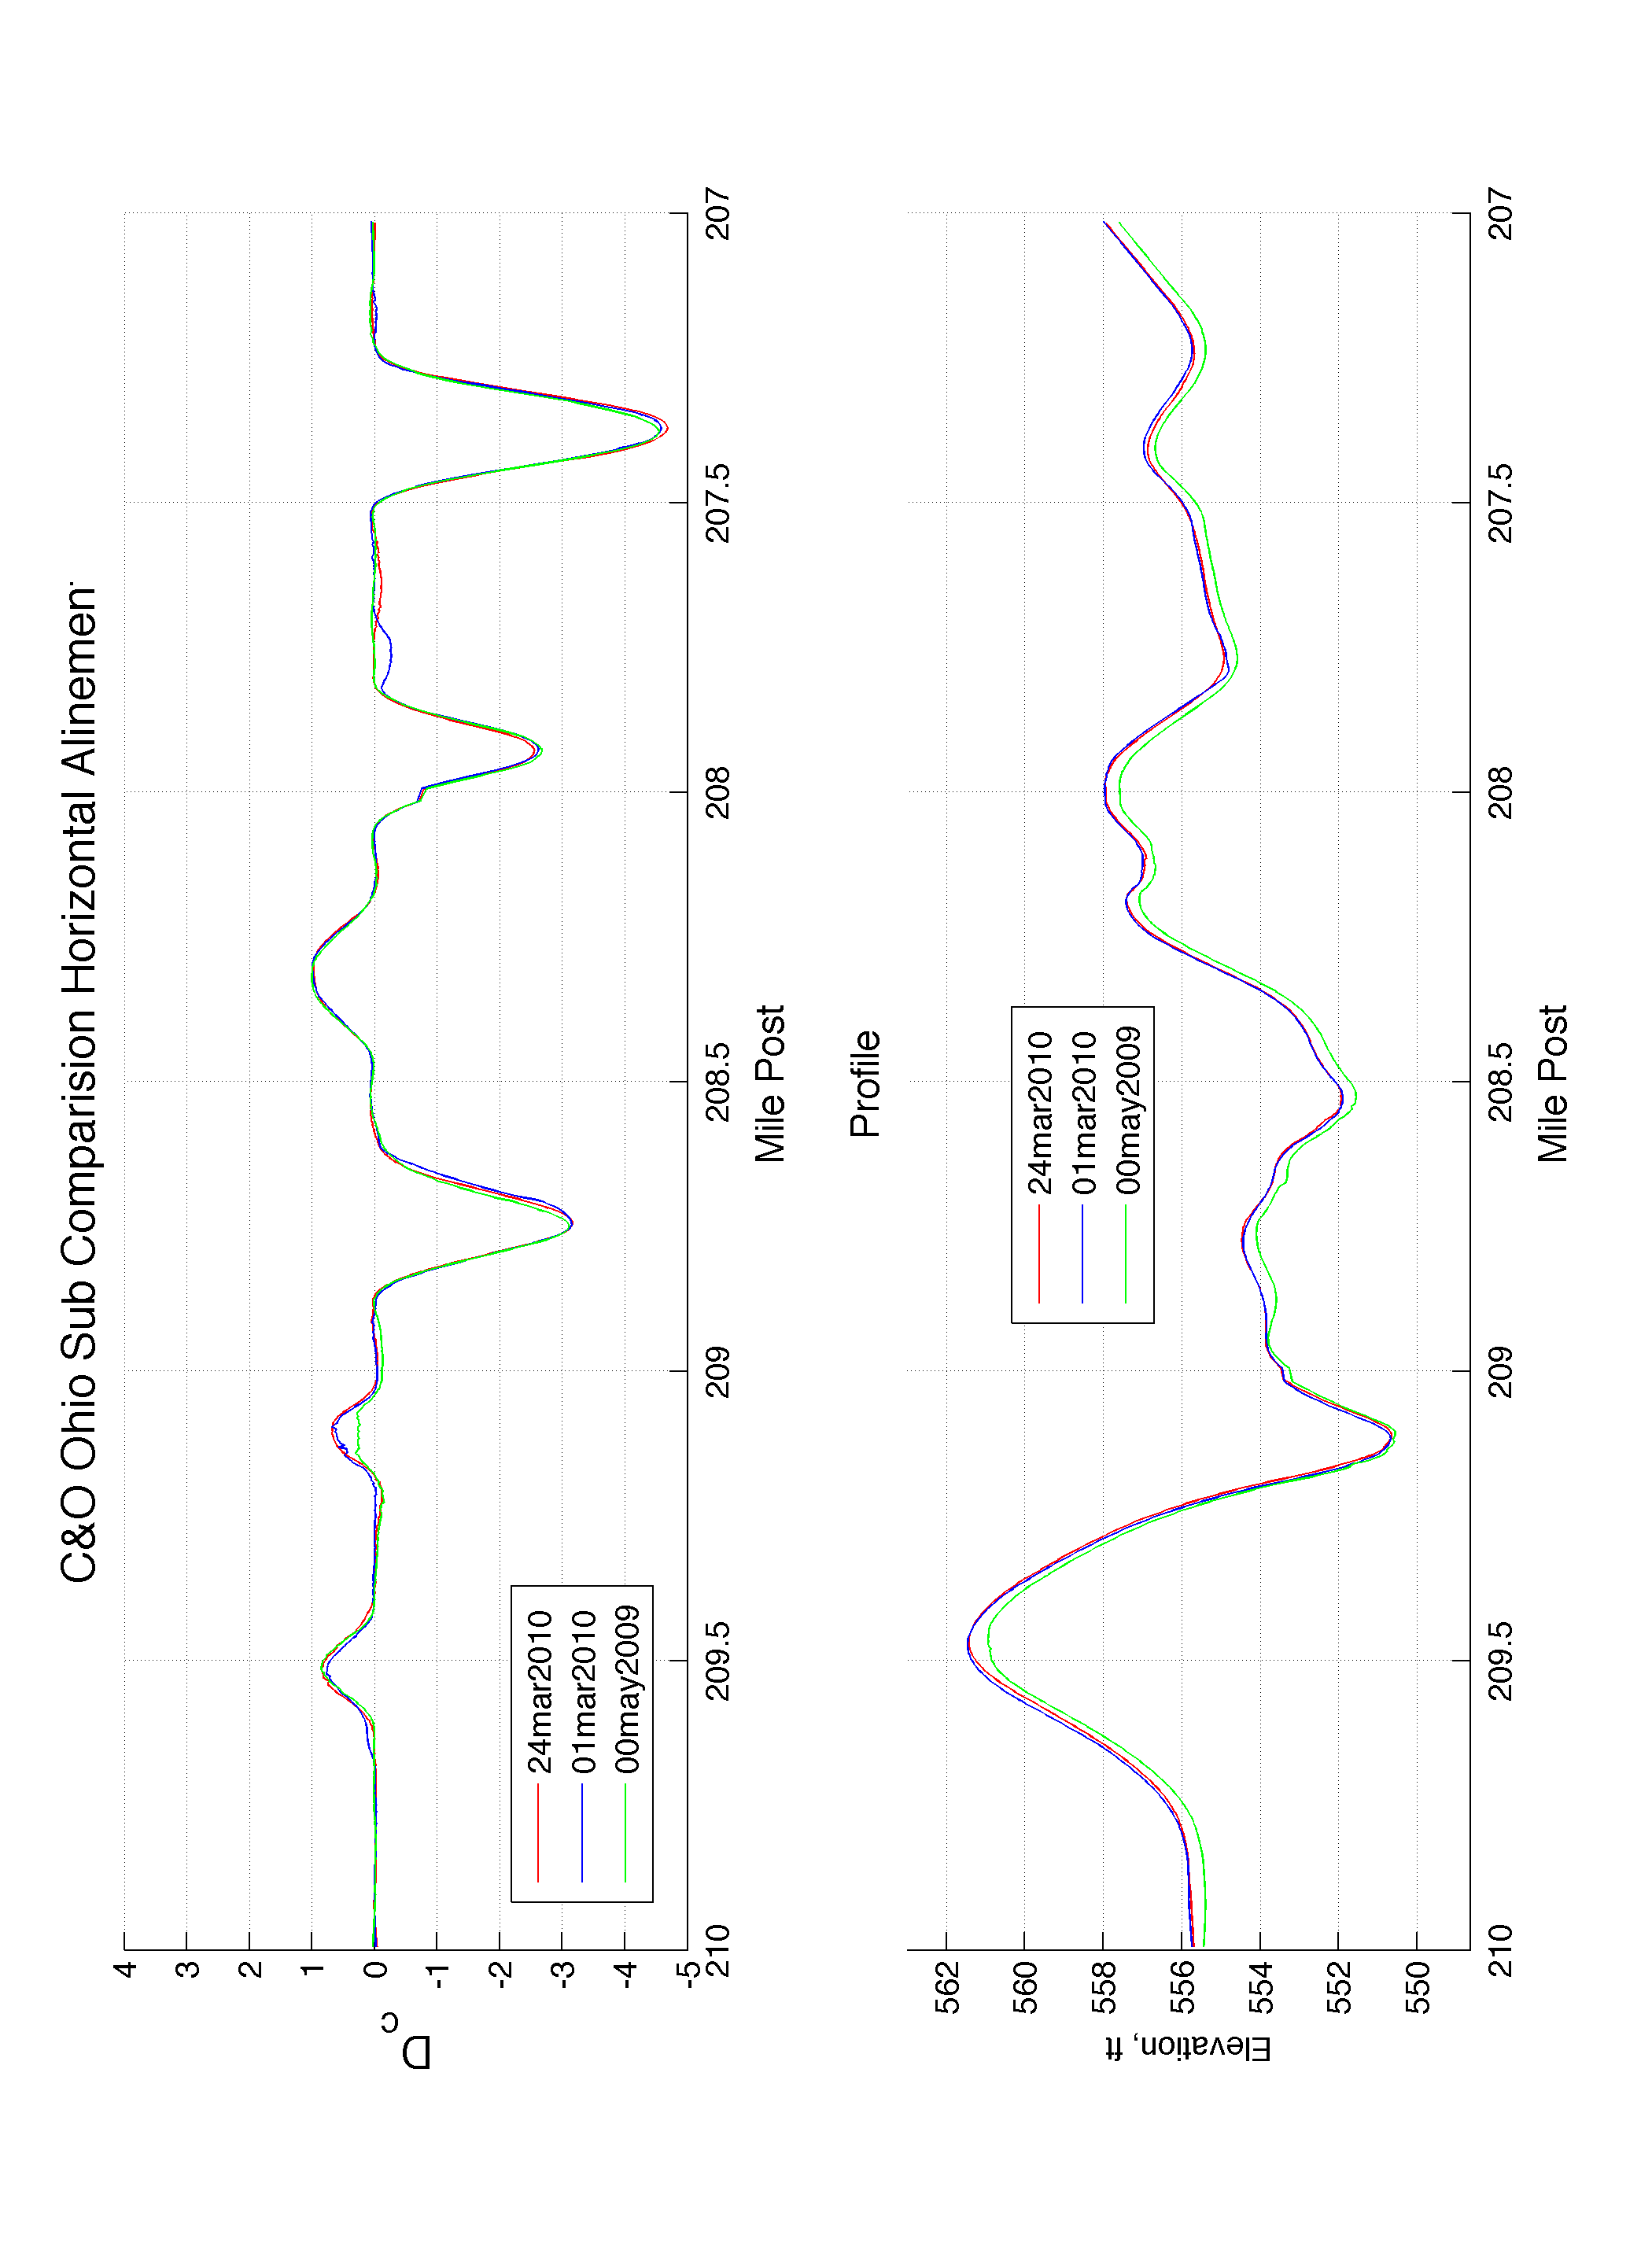 C&O Ohio Sub Comparision Horizontal Alinemen
4
3
2
1
0
-1
-2
-3
-4
-5
Dc
210
209.5
209
208.5
208
207.5
207
Mile Post
24mar2010
01mar2010
00may2009
Profile
562
560
558
556
554
552
550
Elevation, ft
210
209.5
209
208.5
208
207.5
207
Mile Post
24mar2010
01mar2010
00may2009